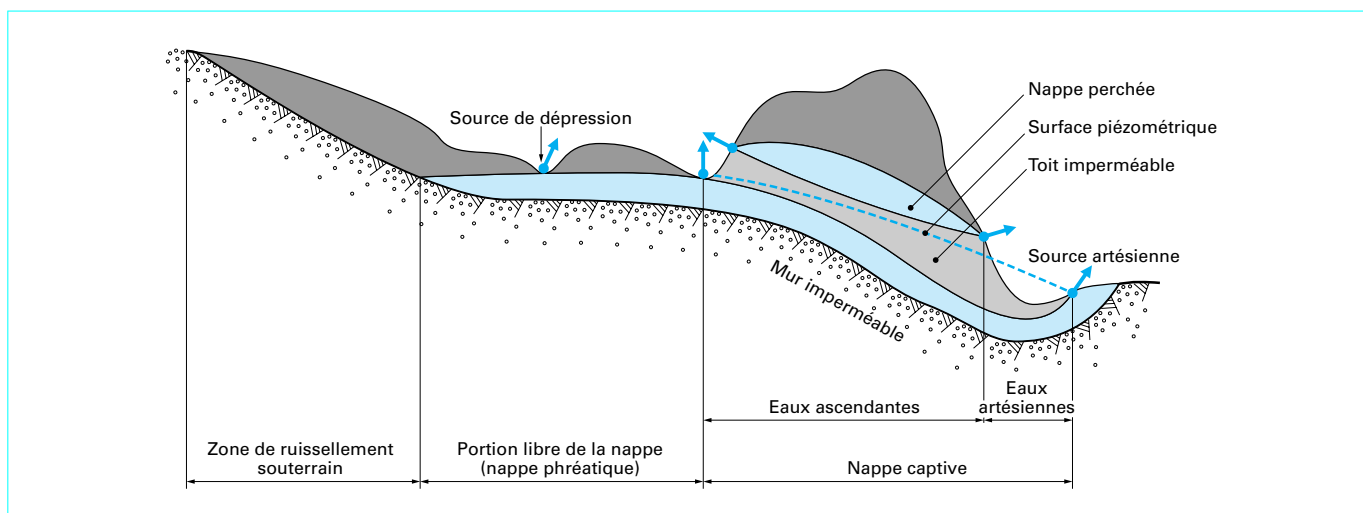 Nappe perchée
Source de dépression
Surface piézométrique
Toit imperméable
Source artésienne
Mur imperméable
Eaux ascendantes
Eaux
artésiennes
Zone de ruissellement
souterrain
Portion libre de la nappe
(nappe phréatique)
Nappe captive